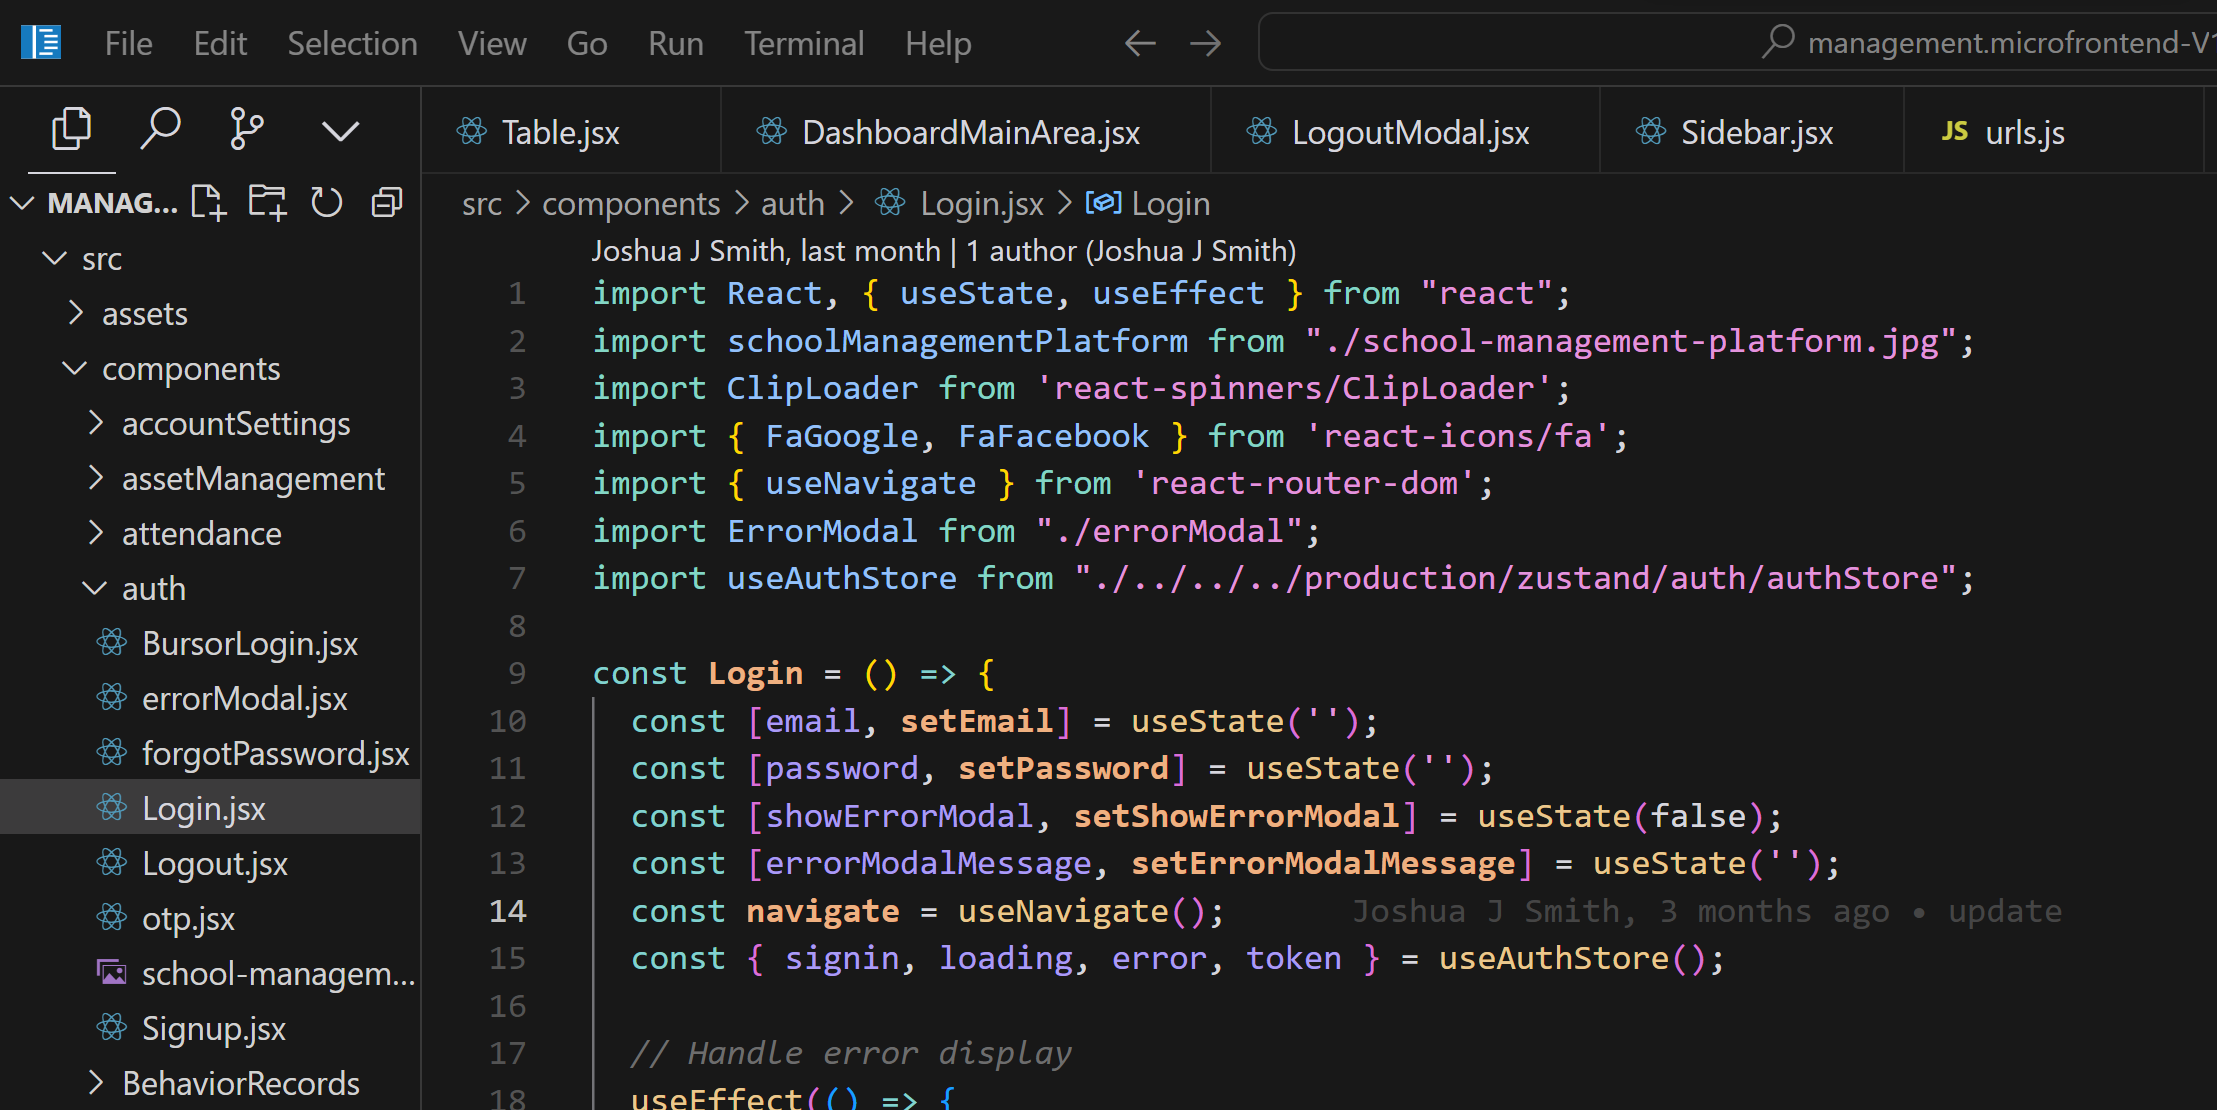 File Edit Selection View Go Run Terminal Help management.microfrontend-V1
Table.jsx DashboardMainArea.jsx LogoutModal.jsx Sidebar.jsx JS urls.js
MANAG...
src
assets
components
accountSettings
assetManagement
attendance
auth
BursorLogin.jsx
errorModal.jsx
forgotPassword.jsx
Login.jsx
Logout.jsx
otp.jsx
school-managem...
Signup.jsx
BehaviorRecords
src > components > auth > Login.jsx > Login
Joshua J Smith, last month | 1 author (Joshua J Smith)
1 import React, { useState, useEffect } from "react";
2 import schoolManagementPlatform from "./school-management-platform.jpg";
3 import ClipLoader from 'react-spinners/ClipLoader';
4 import { FaGoogle, FaFacebook } from 'react-icons/fa';
5 import { useNavigate } from 'react-router-dom';
6 import ErrorModal from "./errorModal";
7 import useAuthStore from "./../../../production/zustand/auth/authStore";
8
9 const Login = () => {
10 const [email, setEmail] = useState('');
11 const [password, setPassword] = useState('');
12 const [showErrorModal, setShowErrorModal] = useState(false);
13 const [errorModalMessage, setErrorModalMessage] = useState('');
14 const navigate = useNavigate(); Joshua J Smith, 3 months ago • update
15 const { signin, loading, error, token } = useAuthStore();
16
17 // Handle error display
18 useEffect(() => {